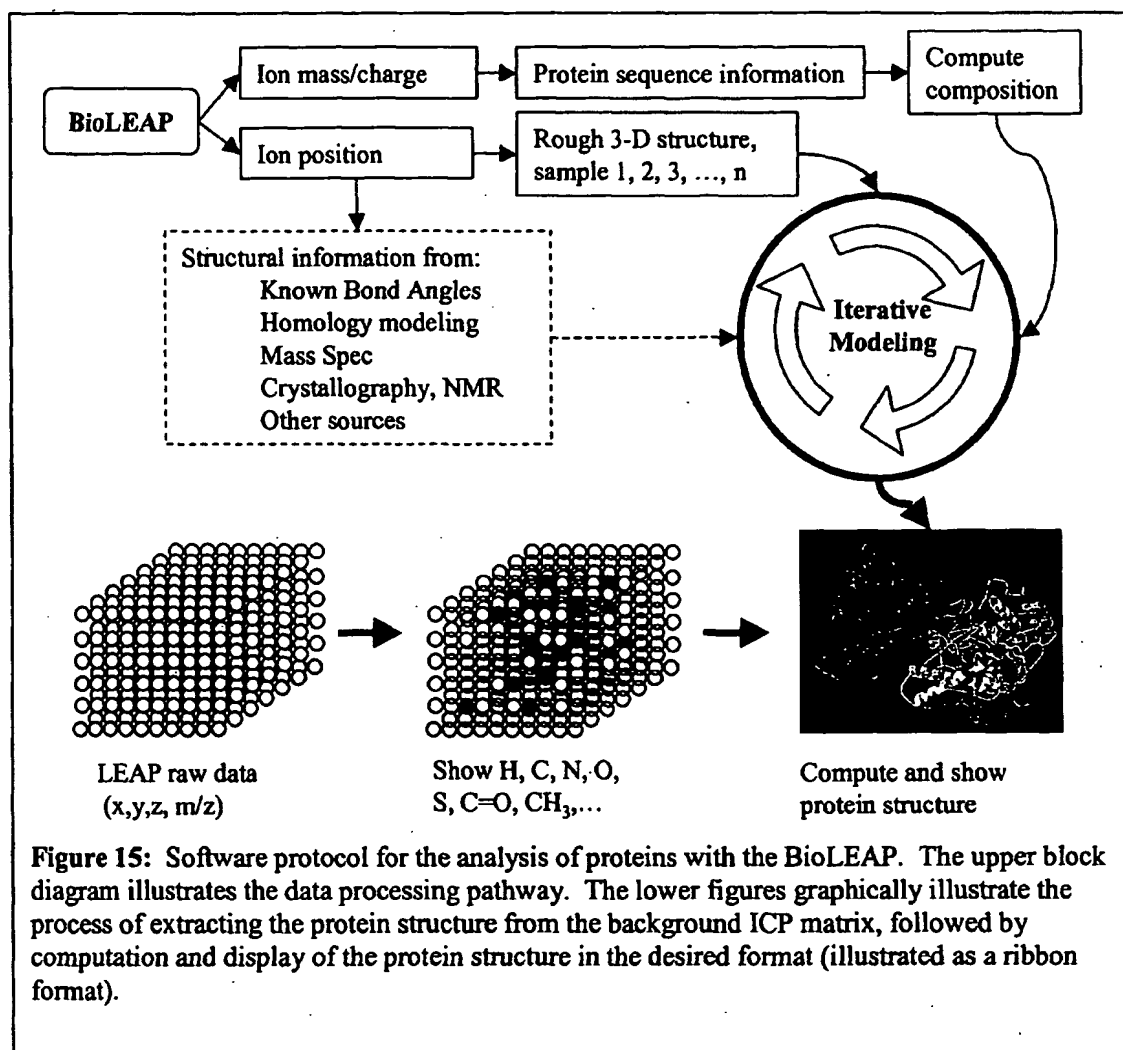 BioLEAP
Ion mass/charge
Protein sequence information
Compute
composition
Ion position
Rough 3-D structure,
sample 1, 2, 3, …, n
Structural information from:
Known Bond Angles
Homology modeling
Mass Spec
Crystallography, NMR
Other sources
Iterative
Modeling
LEAP raw data
(x,y,z, m/z)
Show H, C, N, O,
S, C=O, CH₃,…
Compute and show
protein structure
Figure 15: Software protocol for the analysis of proteins with the BioLEAP. The upper block
diagram illustrates the data processing pathway. The lower figures graphically illustrate the
process of extracting the protein structure from the background ICP matrix, followed by
computation and display of the protein structure in the desired format (illustrated as a ribbon
format).